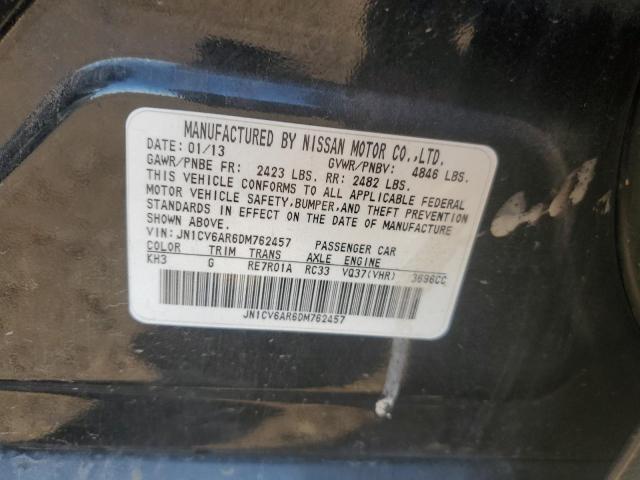 MANUFACTURED BY NISSAN MOTOR CO.,LTD.
DATE: 01/13 GVWR/PNBV: 4846 LBS.
GAWR/PNBE FR: 2423 LBS. RR: 2482 LBS.
THIS VEHICLE CONFORMS TO ALL APPLICABLE FEDERAL
MOTOR VEHICLE SAFETY,BUMPER,AND THEFT PREVENTION
STANDARDS IN EFFECT ON THE DATE OF MANUFACTURE
SHOWN ABOVE.
VIN: JN1CV6AR6DM762457 PASSENGER CAR
COLOR TRIM TRANS AXLE ENGINE
KH3 G RE7R01A RC33 VQ37(VHR) 3696CC
JN1CV6AR6DM762457